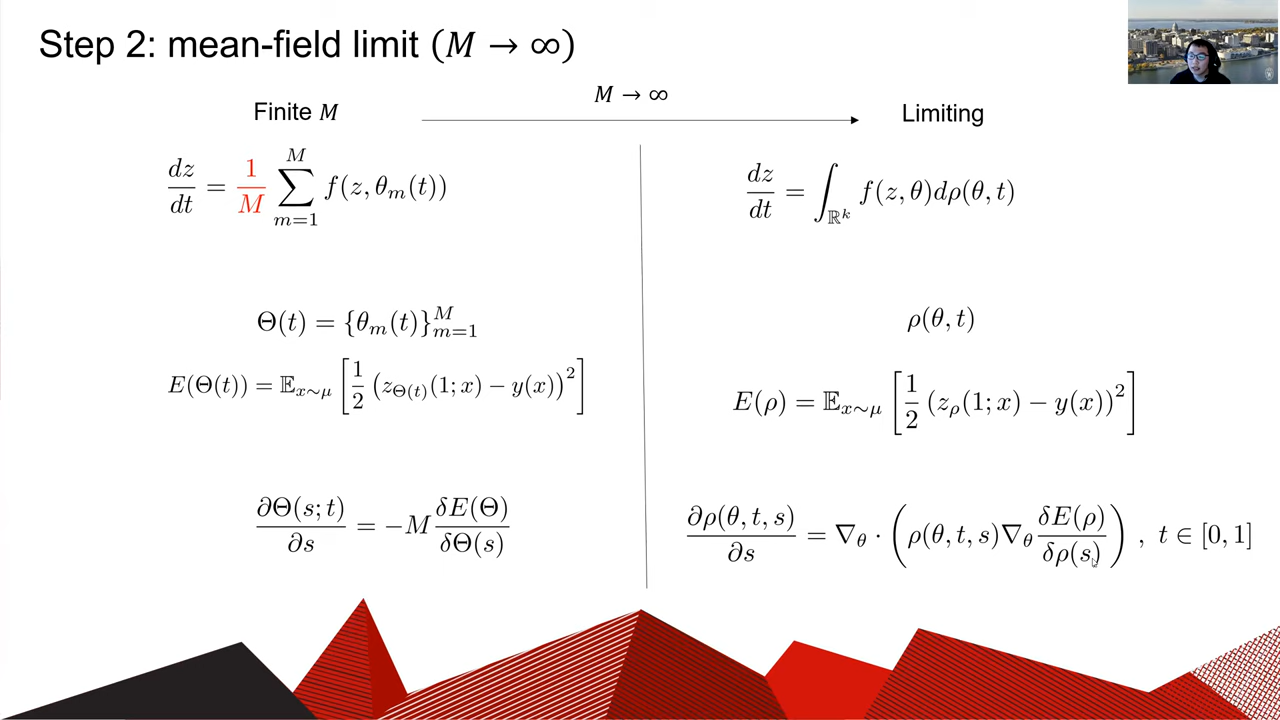 Step 2: mean-field limit (𝑀 → ∞)
𝑀 → ∞
Finite 𝑀
Limiting
dz/dt = 1/M ∑_{m=1}^{M} f(z, θ_m(t))
dz/dt = ∫_{ℝ^k} f(z, θ)dρ(θ, t)
Θ(t) = {θ_m(t)}_{m=1}^{M}
ρ(θ, t)
E(Θ(t)) = 𝔼_{x∼μ} [1/2 (z_{Θ(t)}(1; x) − y(x))^2]
E(ρ) = 𝔼_{x∼μ} [1/2 (z_ρ(1; x) − y(x))^2]
∂Θ(s; t)/∂s = −M δE(Θ)/δΘ(s)
∂ρ(θ, t, s)/∂s = ∇_θ · (ρ(θ, t, s)∇_θ δE(ρ)/δρ(s)) , t ∈ [0, 1]